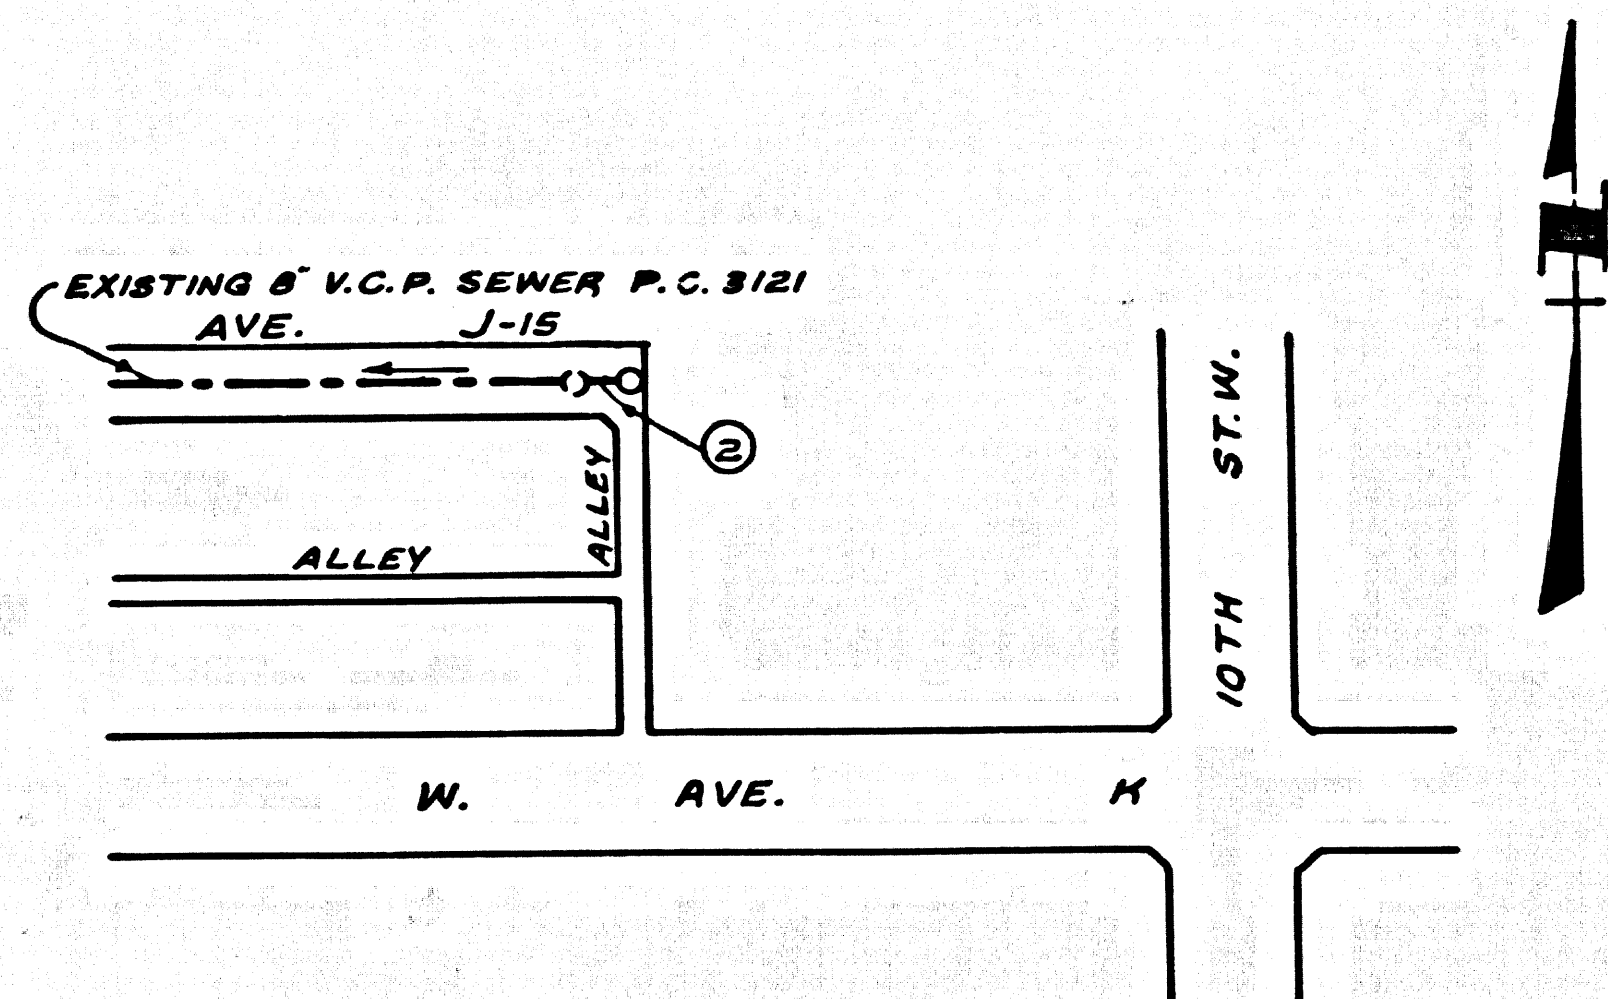 EXISTING 8" V.C.P. SEWER P.C. 3121
AVE. J-15
2
ALLEY
ALLEY
10TH ST. W.
W. AVE. K
N